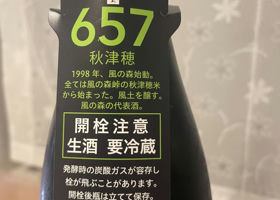 657
秋津穂
1998年、風の森始動。
全ては風の森峠の秋津穂米
から始まった。風土を醸す。
風の森の代表酒。
開栓注意
生酒 要冷蔵
発酵時の炭酸ガスが容存し
栓が飛ぶことがあります。
開栓後瓶は立てて保存。